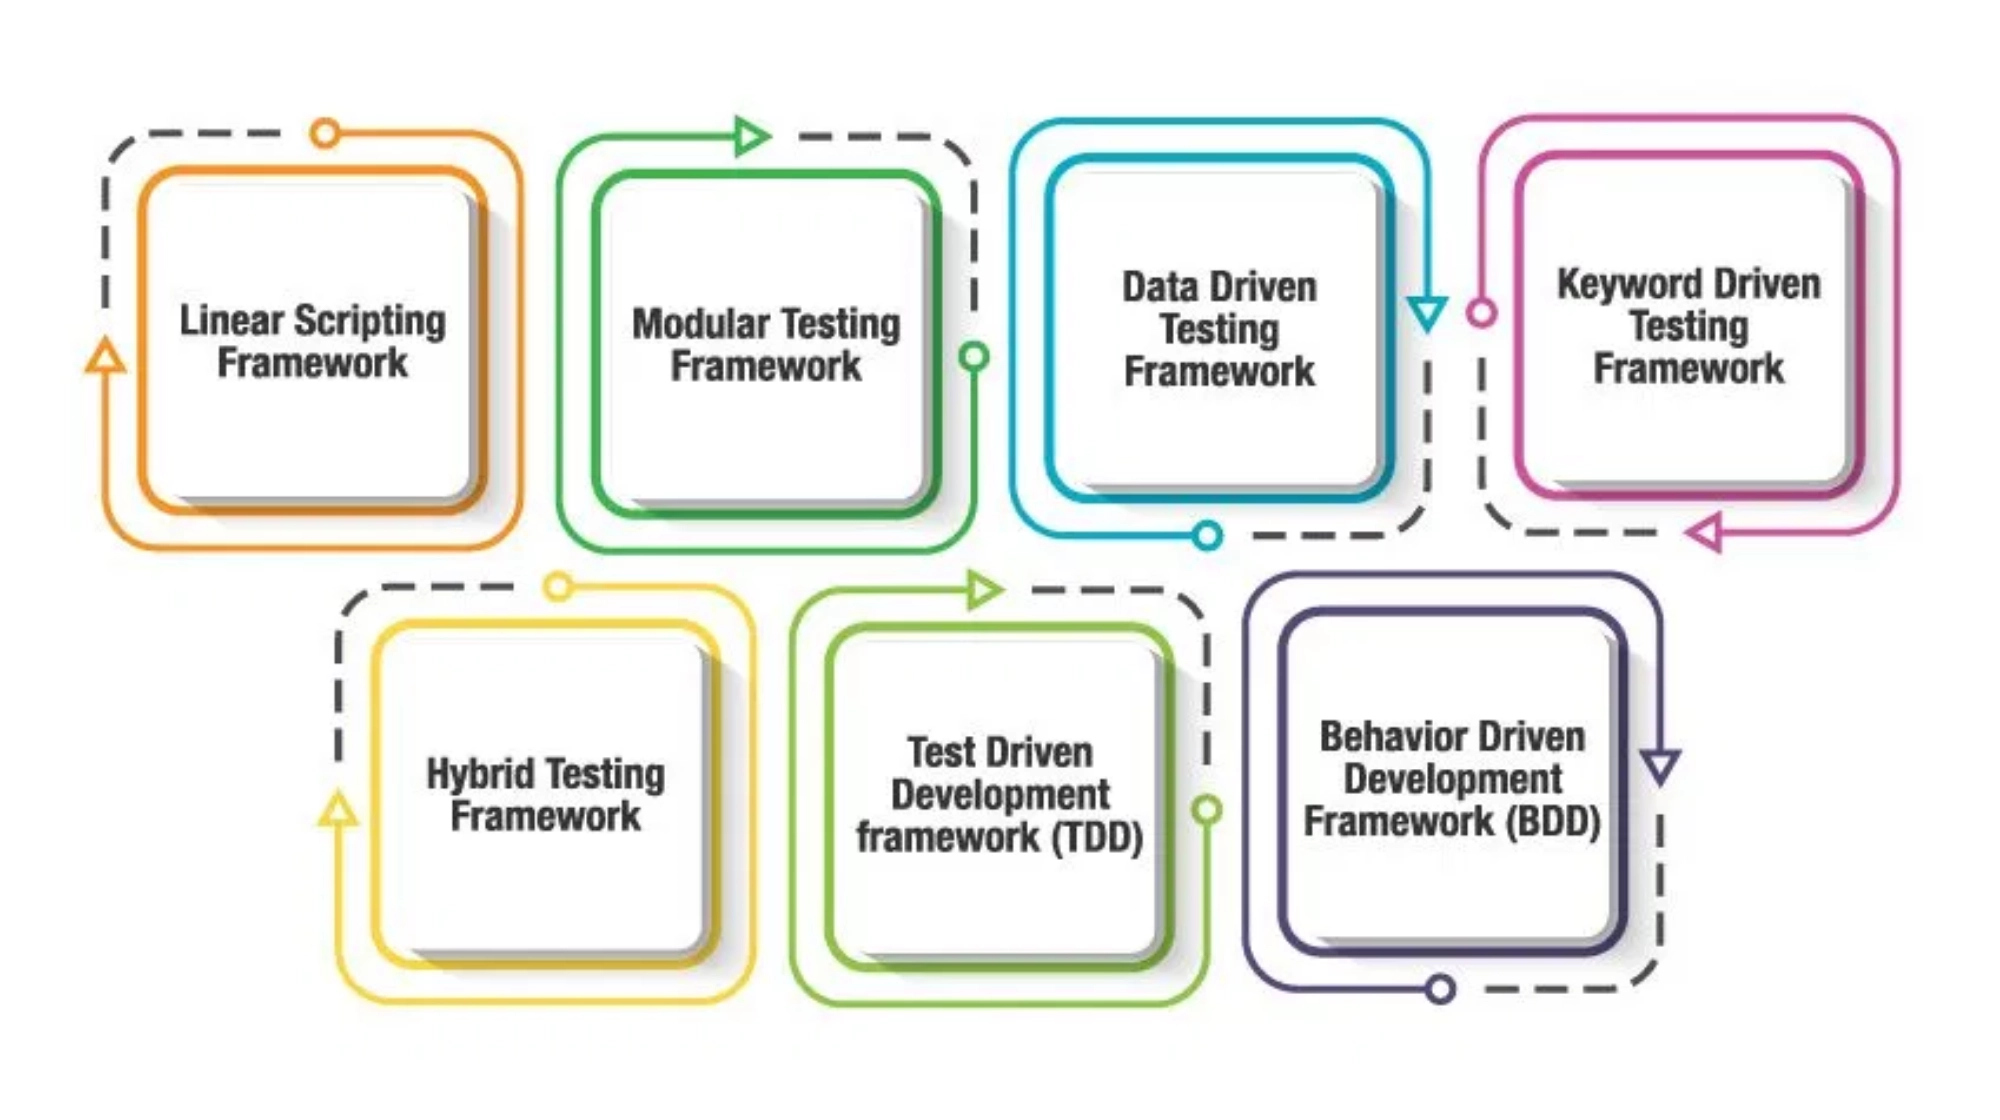 Linear Scripting
Framework
Modular Testing
Framework
Data Driven
Testing
Framework
Keyword Driven
Testing
Framework
Hybrid Testing
Framework
Test Driven
Development
framework (TDD)
Behavior Driven
Development
Framework (BDD)